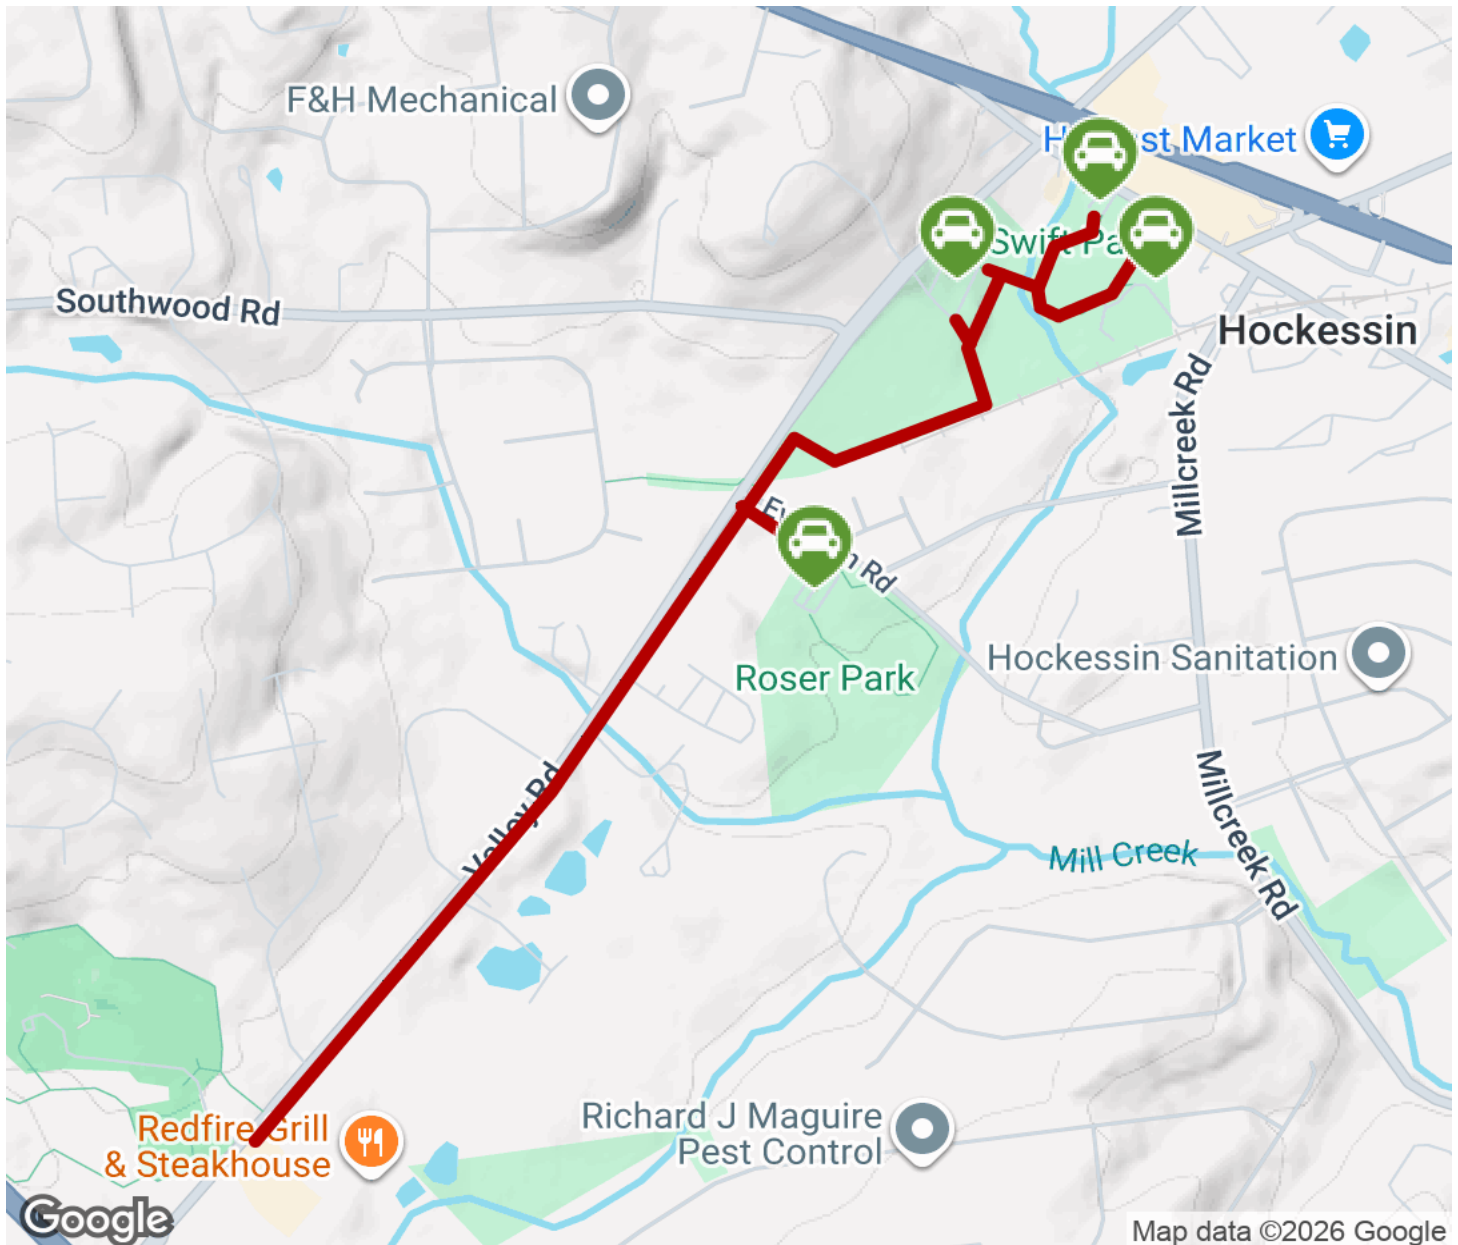 F&H Mechanical
Southwood Rd
Hockessin
Millcreek Rd
Rd
Roser Park
Hockessin Sanitation
Valley Rd
Millcreek Rd
Mill Creek
Redfire Grill
& Steakhouse
Richard J Maguire
Pest Control
Google
Map data ©2026 Google
Market
Swift